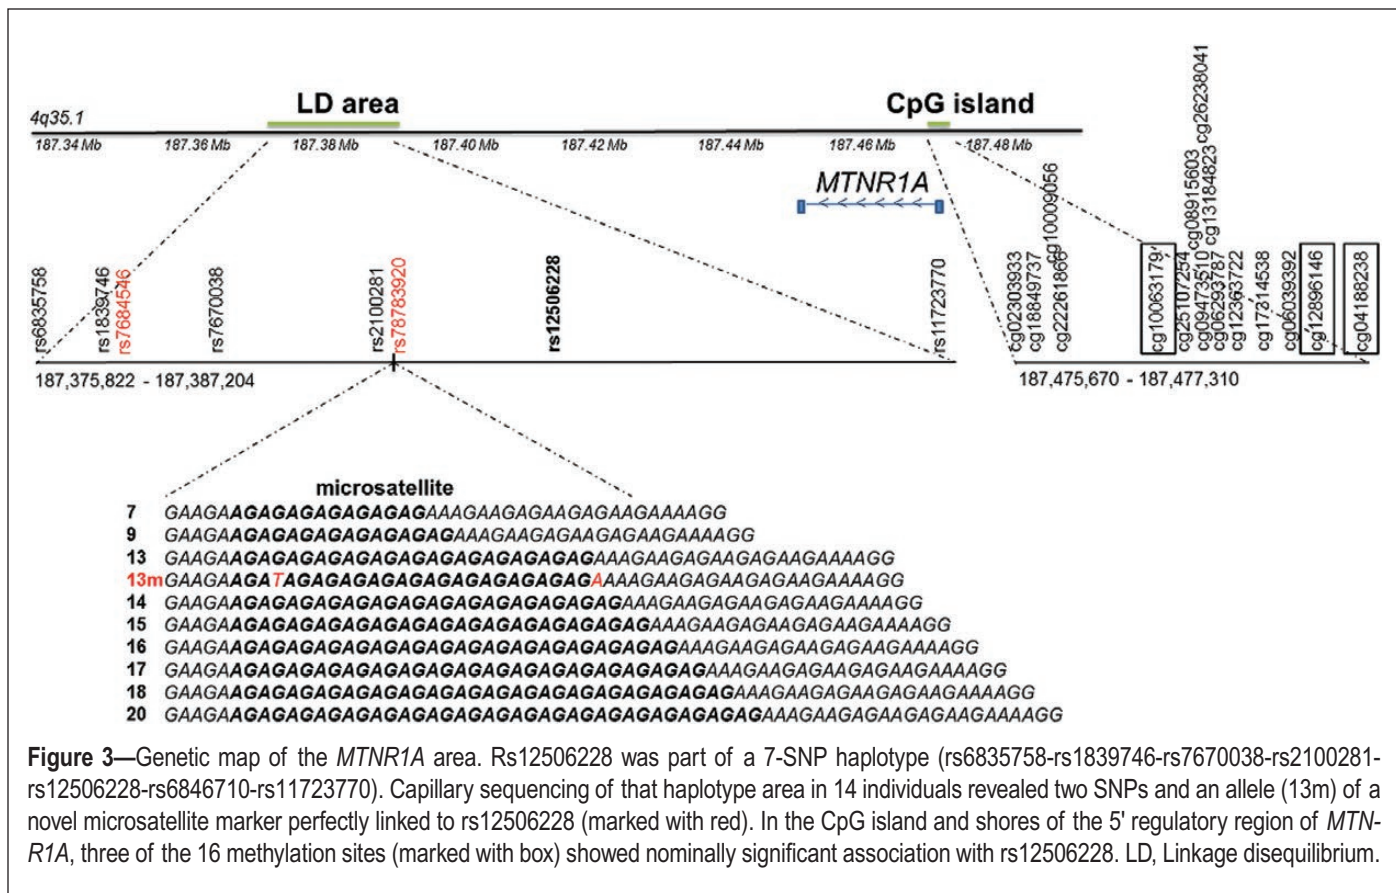 LD area
CpG island
4q35.1
187.34 Mb 187.36 Mb 187.38 Mb 187.40 Mb 187.42 Mb 187.44 Mb 187.46 Mb 187.48 Mb
MTNR1A
rs6835758
rs1839746
rs7684546
rs7670038
rs2100281
rs78783920
rs12506228
rs11723770
cg02303933
cg18849737
cg22261866
cg10009056
cg10063179
cg25107254
cg08915603
cg09473510
cg26238041
cg13184823
cg06293787
cg12363722
cg17314538
cg06039392
cg12896146
cg04188238
187,375,822 - 187,387,204
187,475,670 - 187,477,310
microsatellite
7 GAAGAAGAGAGAGAGAGAGAAAGAAGAGAAGAGAAGAAAAGG
9 GAAGAAGAGAGAGAGAGAGAGAAAGAAGAGAAGAGAAGAAAAGG
13 GAAGAAGAGAGAGAGAGAGAGAGAGAGAGAGAAAGAAGAGAAGAGAAGAAAAGG
13m GAAGAAGATAGAGAGAGAGAGAGAGAGAGAGAAAAGAAGAGAAGAGAAGAAAAGG
14 GAAGAAGAGAGAGAGAGAGAGAGAGAGAGAGAGAAAGAAGAGAAGAGAAGAAAAGG
15 GAAGAAGAGAGAGAGAGAGAGAGAGAGAGAGAGAGAAAGAAGAGAAGAGAAGAAAAGG
16 GAAGAAGAGAGAGAGAGAGAGAGAGAGAGAGAGAGAGAAAGAAGAGAAGAGAAGAAAAGG
17 GAAGAAGAGAGAGAGAGAGAGAGAGAGAGAGAGAGAGAGAAAGAAGAGAAGAGAAGAAAAGG
18 GAAGAAGAGAGAGAGAGAGAGAGAGAGAGAGAGAGAGAGAGAAAGAAGAGAAGAGAAGAAAAGG
20 GAAGAAGAGAGAGAGAGAGAGAGAGAGAGAGAGAGAGAGAGAGAAAGAAGAGAAGAGAAGAAAAGG
Figure 3—Genetic map of the MTNR1A area. Rs12506228 was part of a 7-SNP haplotype (rs6835758-rs1839746-rs7670038-rs2100281-
rs12506228-rs6846710-rs11723770). Capillary sequencing of that haplotype area in 14 individuals revealed two SNPs and an allele (13m) of a
novel microsatellite marker perfectly linked to rs12506228 (marked with red). In the CpG island and shores of the 5' regulatory region of MTN-
R1A, three of the 16 methylation sites (marked with box) showed nominally significant association with rs12506228. LD, Linkage disequilibrium.